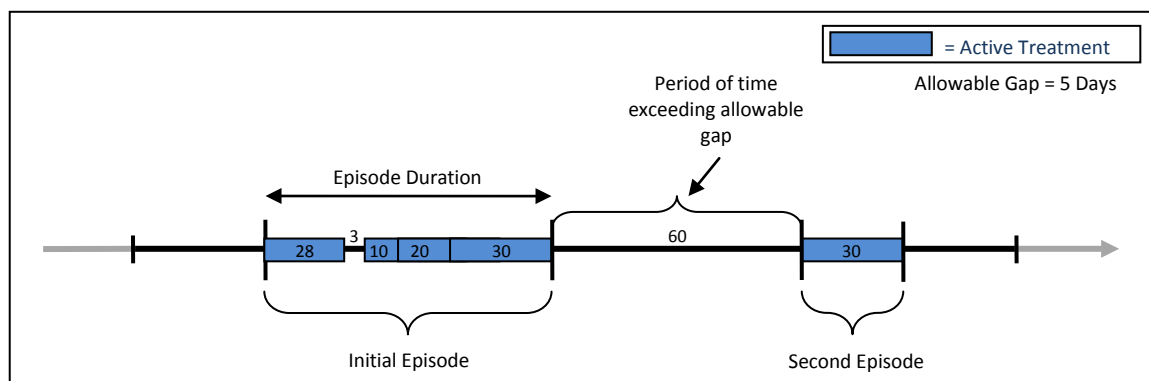 = Active Treatment
Allowable Gap = 5 Days
Period of time
exceeding allowable
gap
Episode Duration
28
3
10
20
30
60
30
Initial Episode
Second Episode